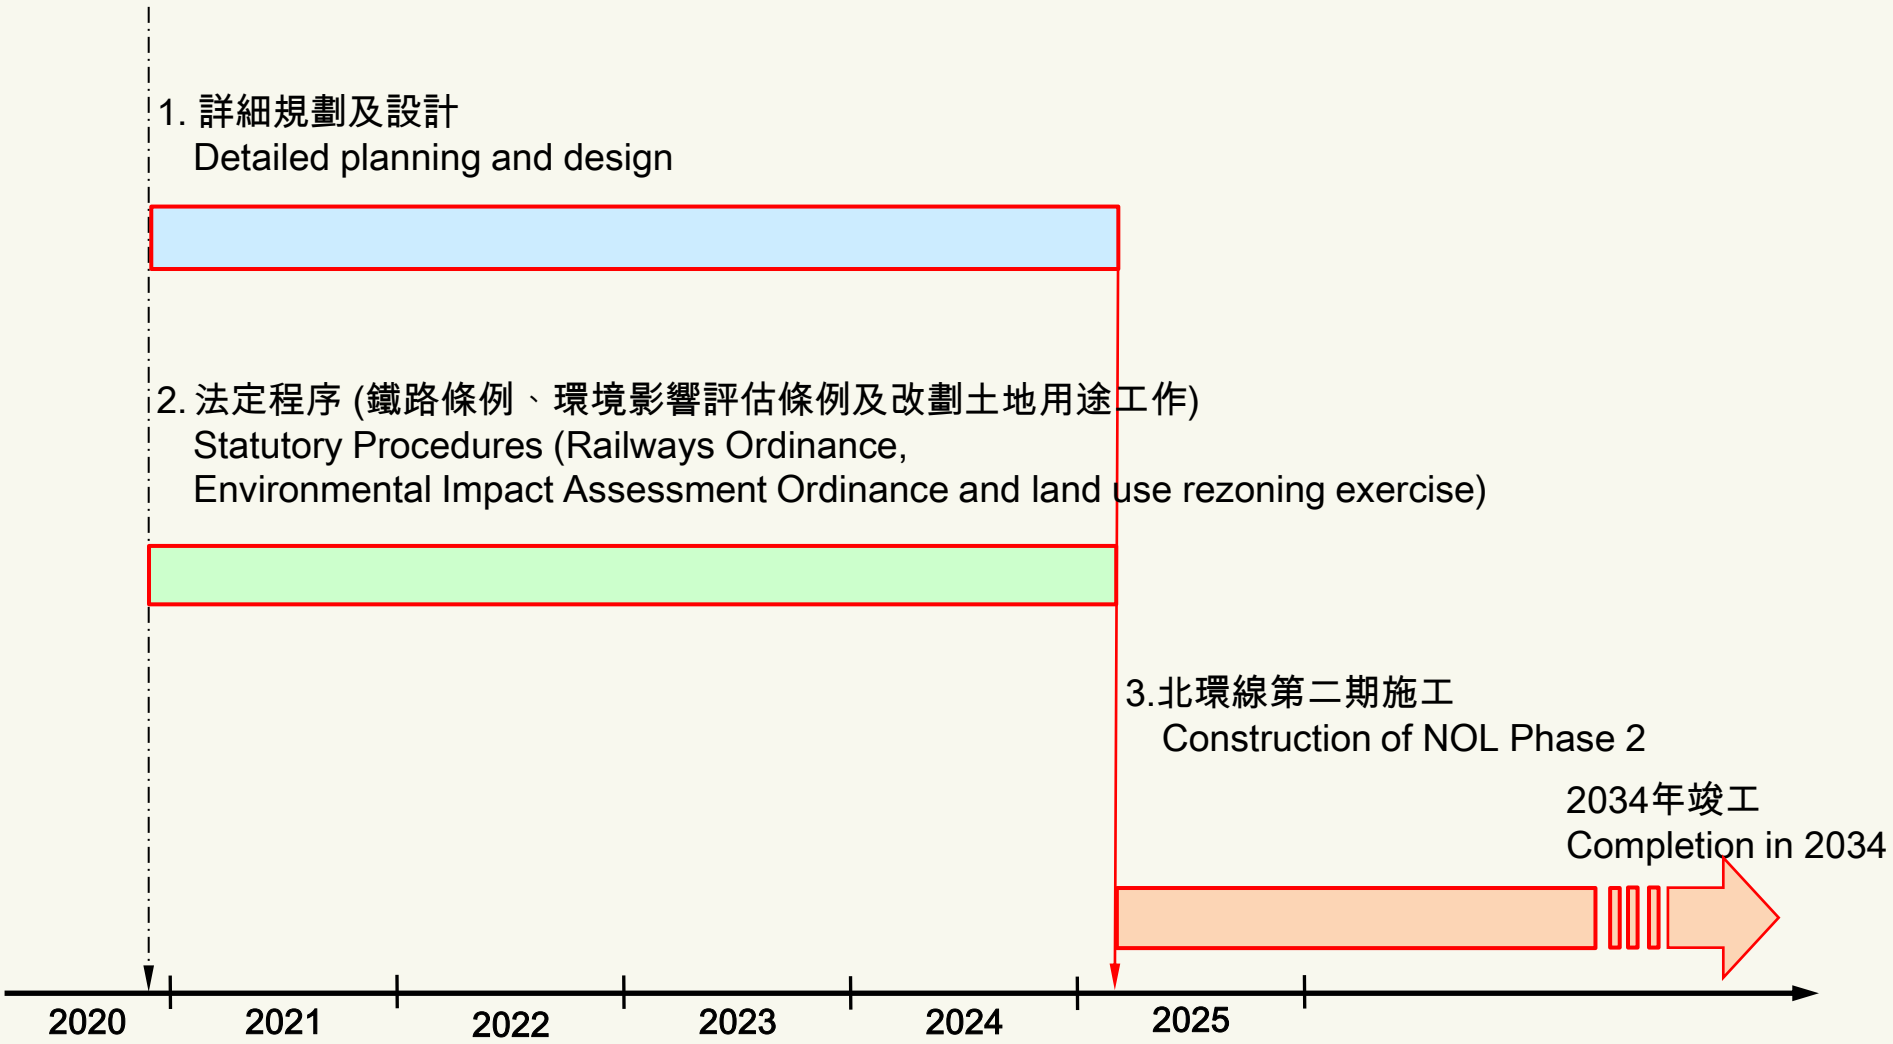 1. 詳細規劃及設計
Detailed planning and design
2. 法定程序 (鐵路條例、環境影響評估條例及改劃土地用途工作)
Statutory Procedures (Railways Ordinance,
Environmental Impact Assessment Ordinance and land use rezoning exercise)
3.北環線第二期施工
Construction of NOL Phase 2
2034年竣工
Completion in 2034
2020 2021 2022 2023 2024 2025